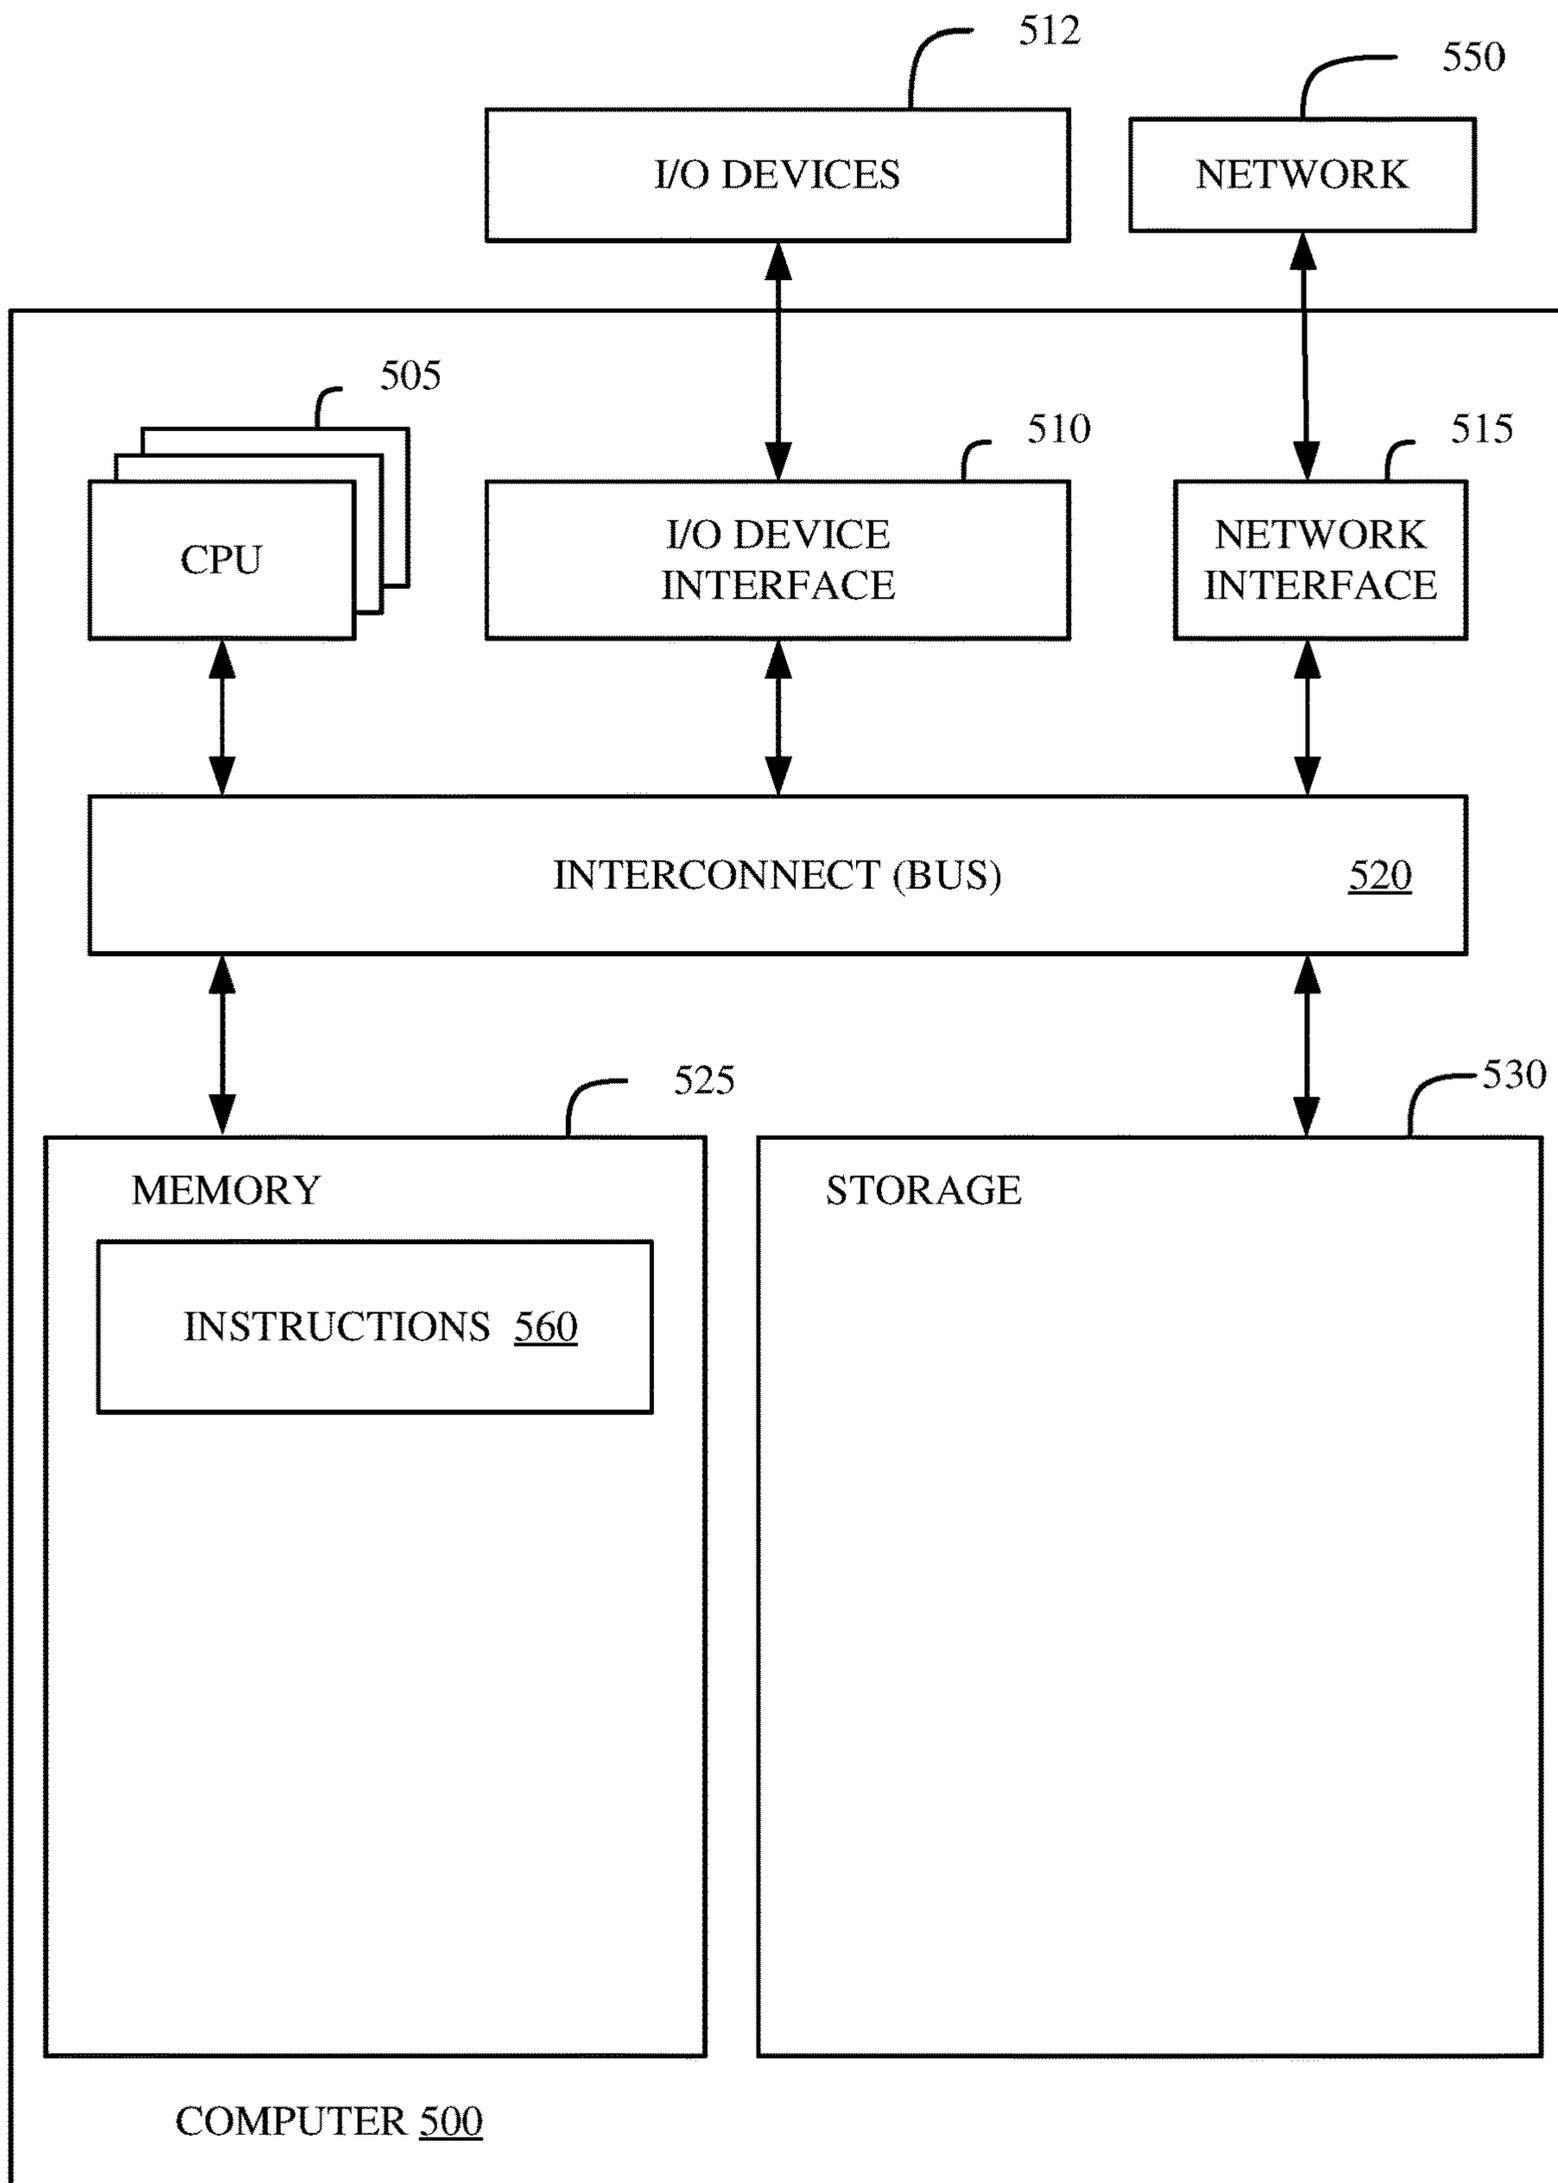 512
550
I/O DEVICES
NETWORK
505
510
515
CPU
I/O DEVICE
INTERFACE
NETWORK
INTERFACE
INTERCONNECT (BUS) 520
525
530
MEMORY
STORAGE
INSTRUCTIONS 560
COMPUTER 500